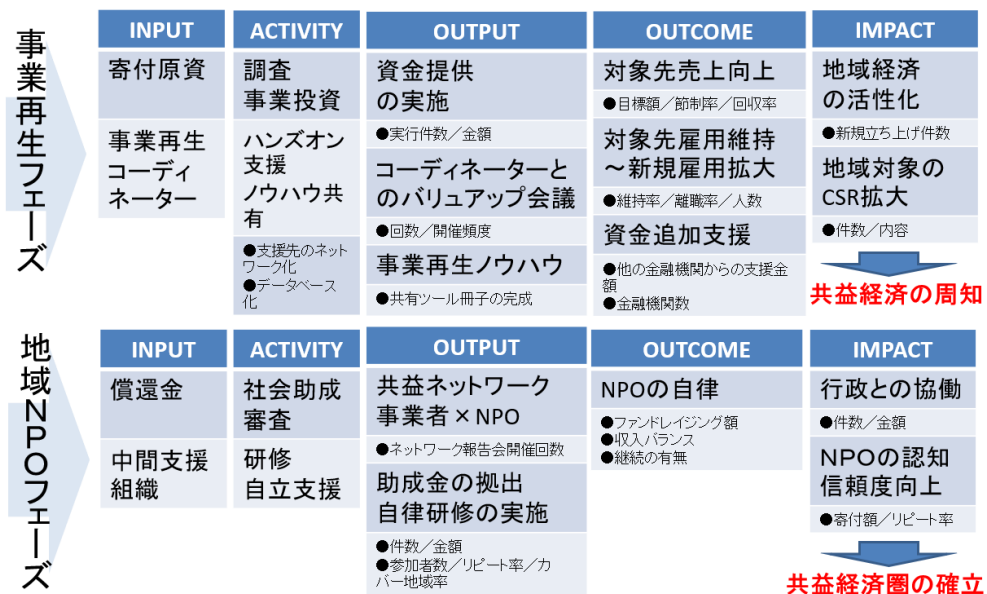 事業再生フェーズ
INPUT
寄付原資
事業再生
コーディ
ネーター
ACTIVITY
調査
事業投資
ハンズオン
支援
ノウハウ共
有
●支援先のネット
ワーク化
●データベース
化
OUTPUT
資金提供
の実施
●実行件数／金額
コーディネーターと
のバリュアップ会議
●回数／開催頻度
事業再生ノウハウ
●共有ツール冊子の完成
OUTCOME
対象先売上向上
●目標額／節制率／回収率
対象先雇用維持
～新規雇用拡大
●維持率／離職率／人数
資金追加支援
●他の金融機関からの支援金
額
●金融機関数
IMPACT
地域経済
の活性化
●新規立ち上げ件数
地域対象の
CSR拡大
●件数／内容
共益経済の周知
地域NPOフェーズ
INPUT
償還金
中間支援
組織
ACTIVITY
社会助成
審査
研修
自立支援
OUTPUT
共益ネットワーク
事業者×NPO
●ネットワーク報告会開催回数
助成金の拠出
自律研修の実施
●件数／金額
●参加者数／リピート率／カ
バー地域率
OUTCOME
NPOの自律
●ファンドレイジング額
●収入バランス
●継続の有無
IMPACT
行政との協働
●件数／金額
NPOの認知
信頼度向上
●寄付額／リピート率
共益経済圏の確立